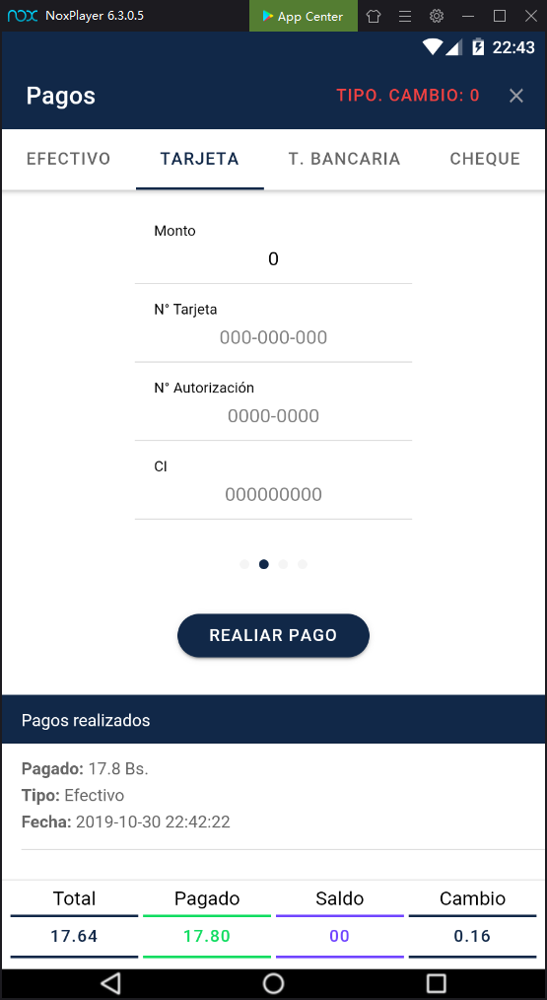 nox NoxPlayer 6.3.0.5 App Center
22:43
Pagos TIPO. CAMBIO: 0
EFECTIVO TARJETA T. BANCARIA CHEQUE
Monto
0
N° Tarjeta
000-000-000
N° Autorización
0000-0000
CI
000000000
REALIAR PAGO
Pagos realizados
Pagado: 17.8 Bs.
Tipo: Efectivo
Fecha: 2019-10-30 22:42:22
Total Pagado Saldo Cambio
17.64 17.80 00 0.16